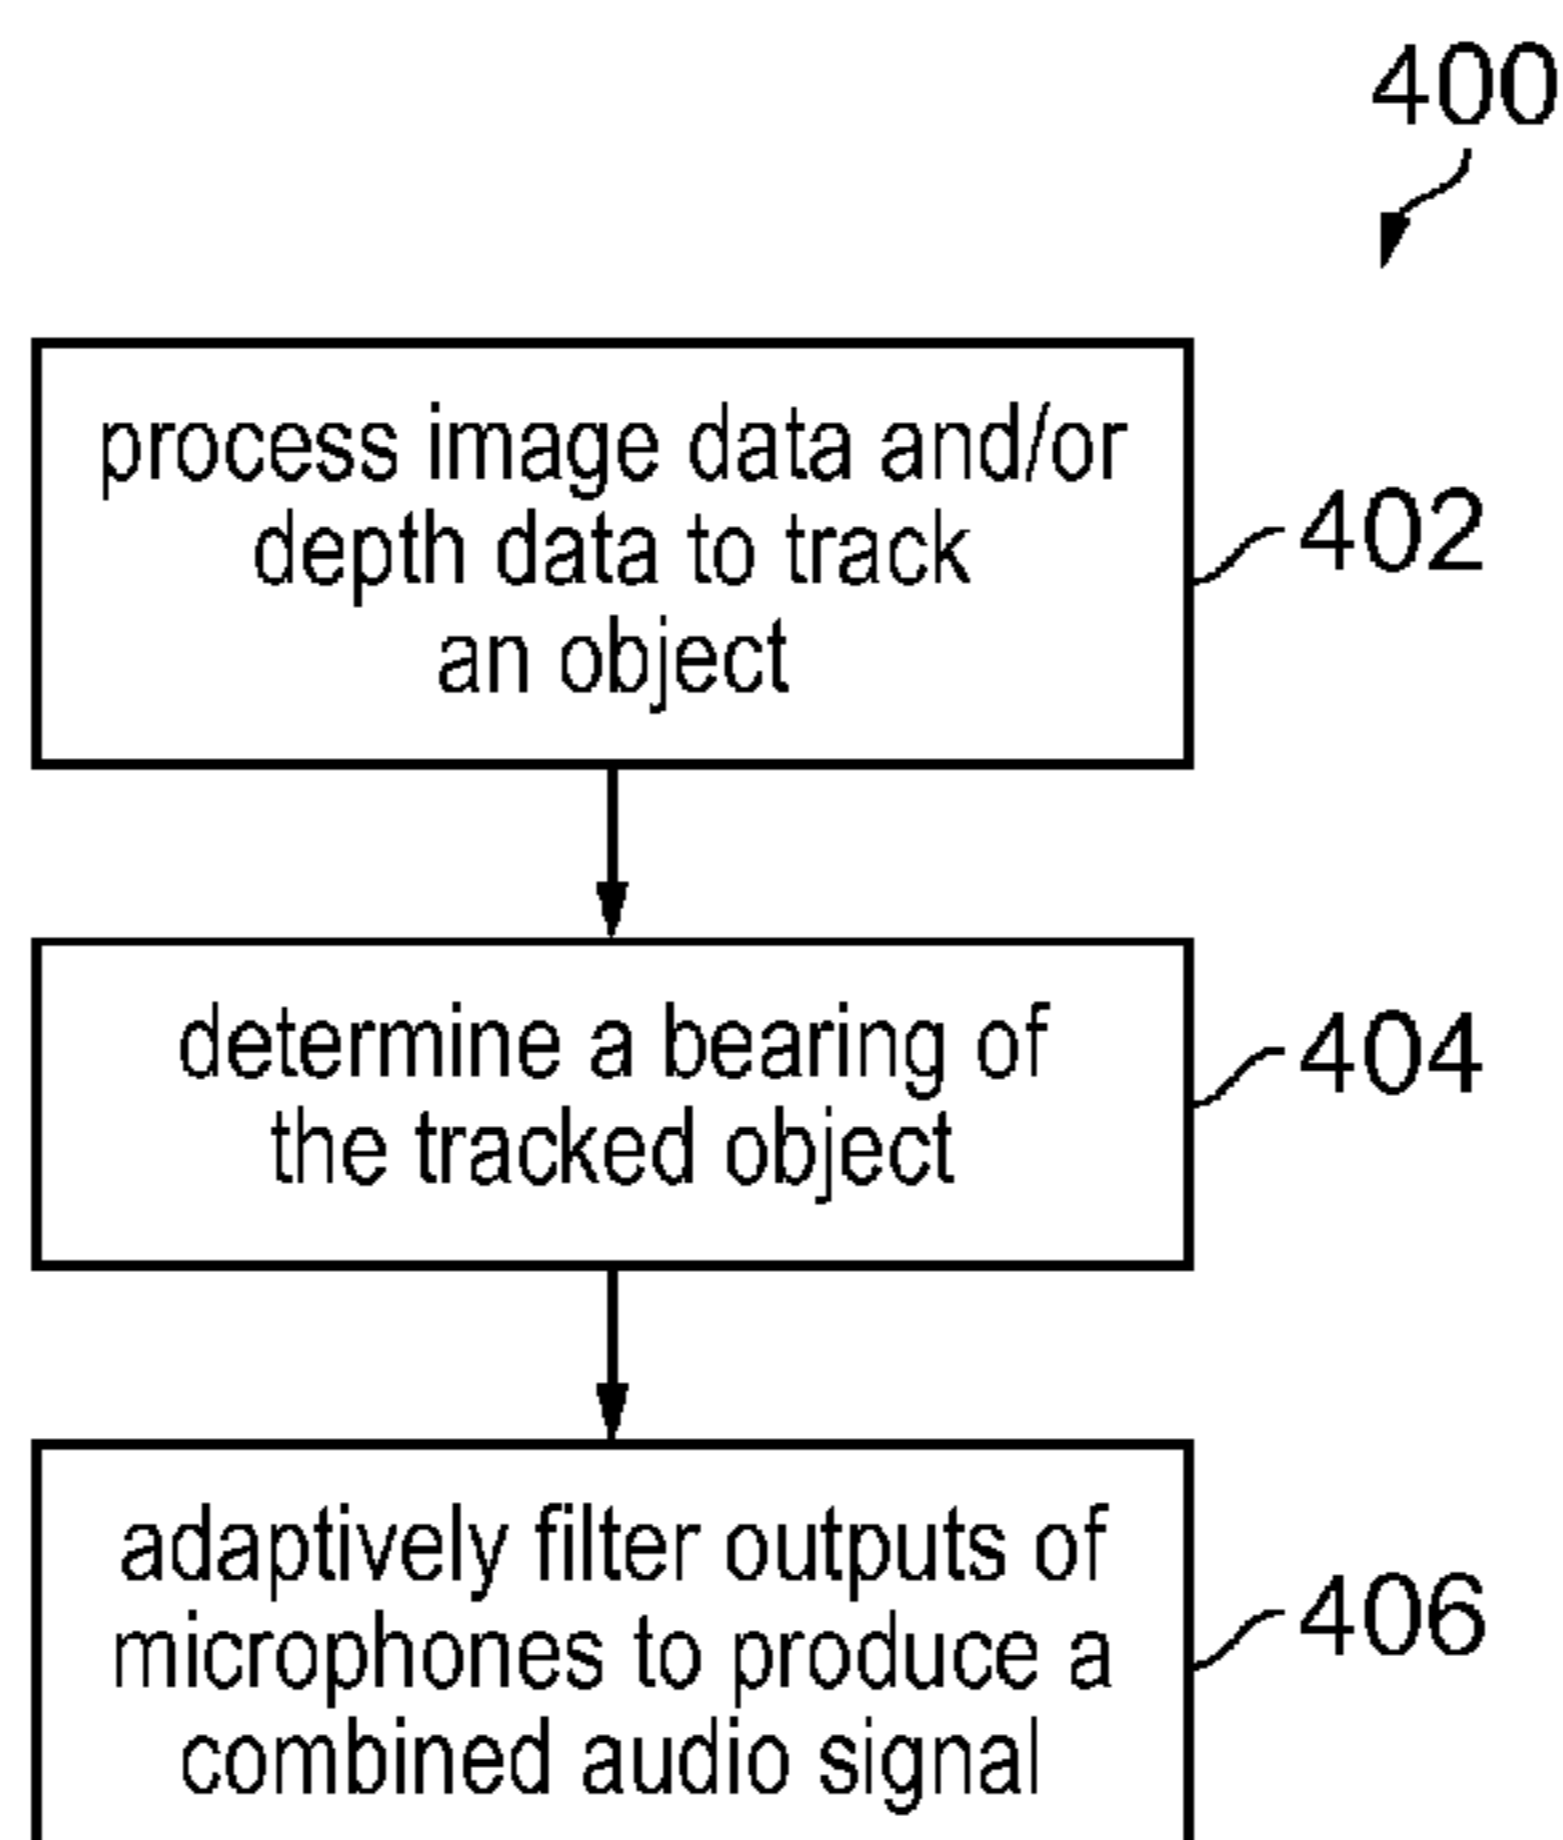 400
process image data and/or
depth data to track
an object
402
determine a bearing of
the tracked object
404
adaptively filter outputs of
microphones to produce a
combined audio signal
406